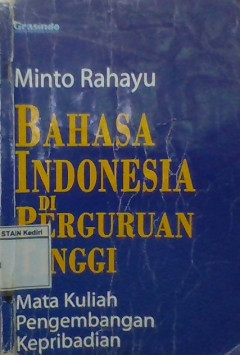 Grasindo
Minto Rahayu
BAHASA
INDONESIA
DI
PERGURUAN
INGGI
STAIN Kediri
Mata Kuliah
Pengembangan
Kepribadian